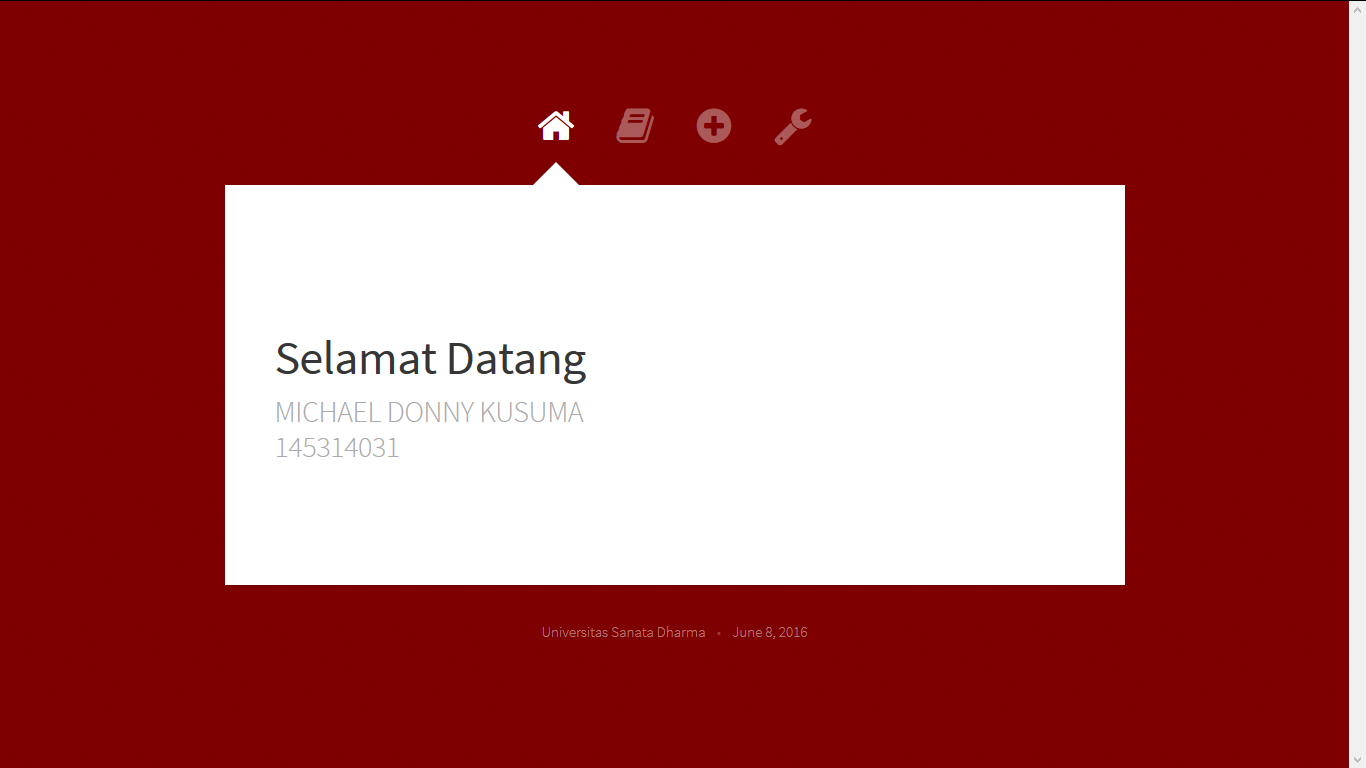 Selamat Datang
MICHAEL DONNY KUSUMA
145314031
Universitas Sanata Dharma • June 8, 2016